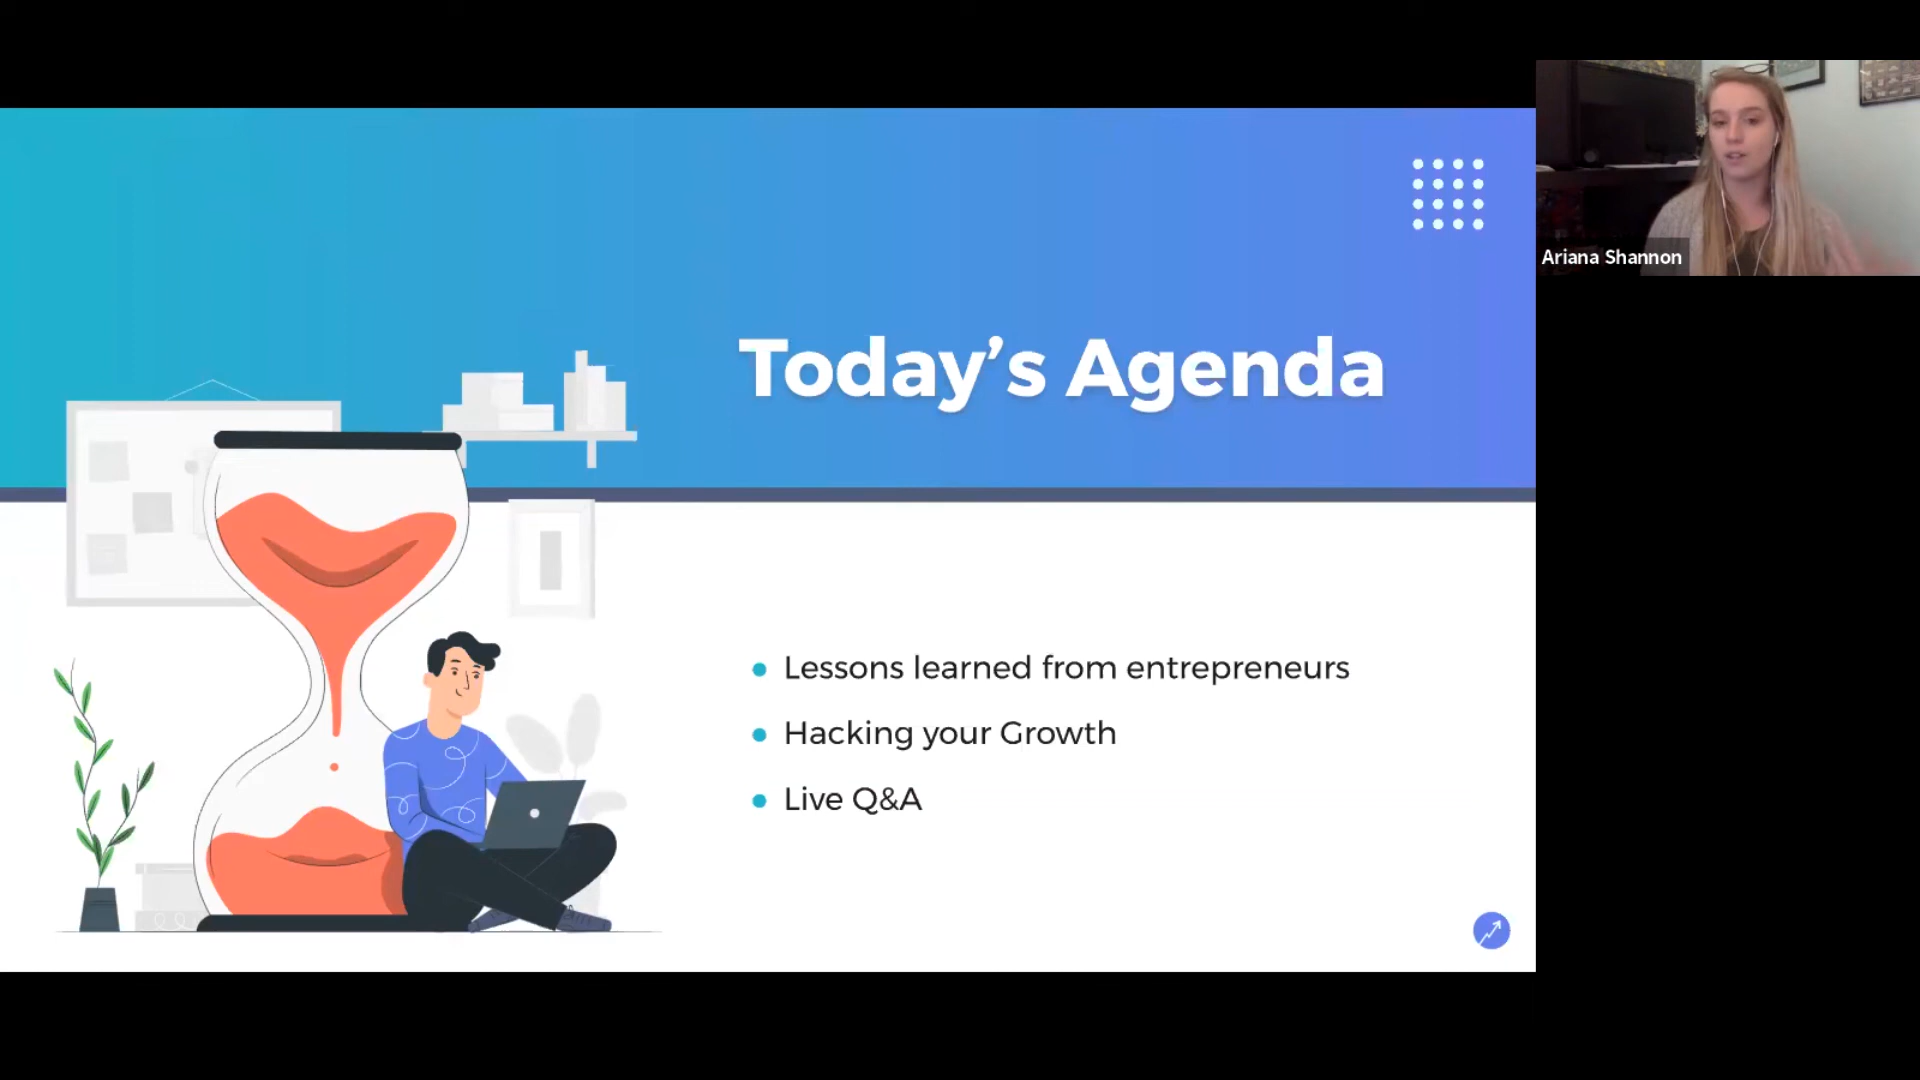 Today’s Agenda
Lessons learned from entrepreneurs
Hacking your Growth
Live Q&A
Ariana Shannon